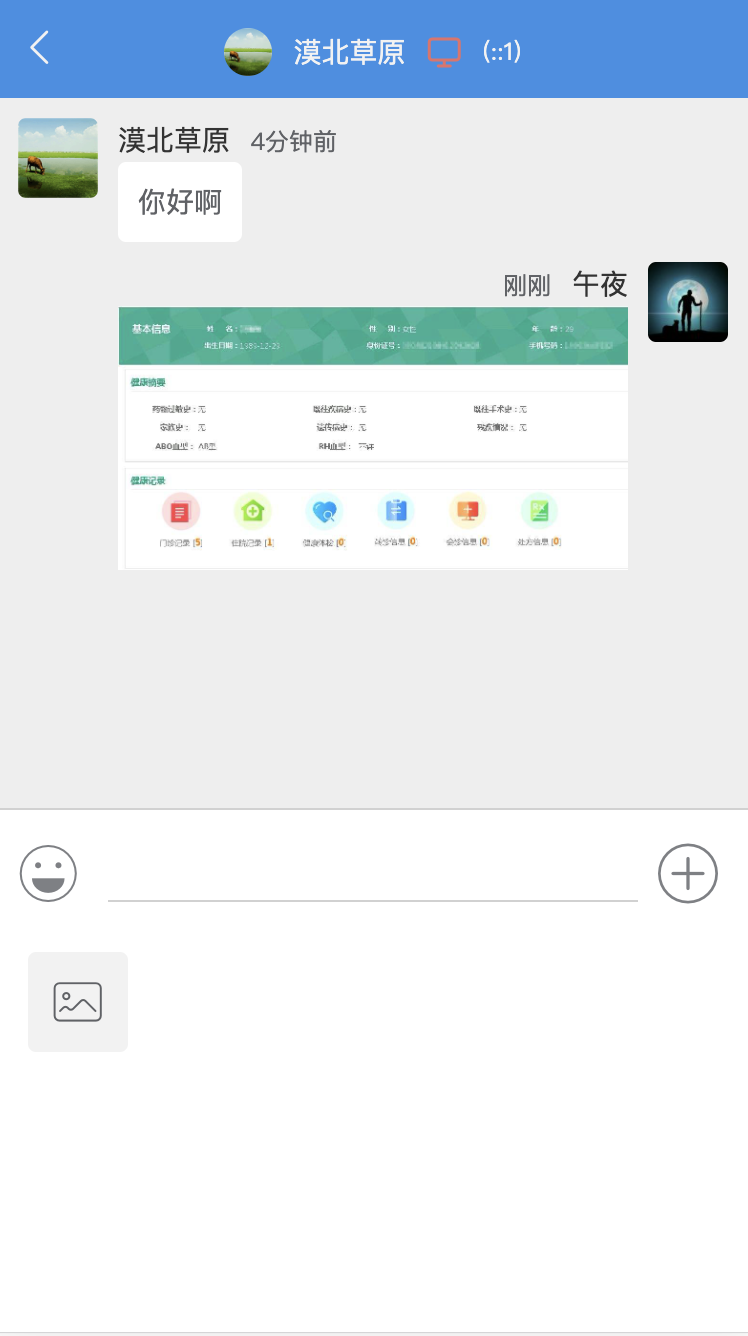 漠北草原 (::1)
漠北草原 4分钟前
你好啊
刚刚 午夜
基本信息 姓 名： 性 别：女性 年 龄：
出生日期：1989-12-29 身份证号： 手机号码：
健康摘要
药物过敏史：无 既往疾病史：无 既往手术史：无
家族史： 无 遗传病史： 无 残疾情况： 无
ABO血型： AB型 RH血型： 不详
健康记录
门诊记录 [5] 住院记录 [1] 健康体检 [0] 转诊信息 [0] 会诊信息 [0] 处方信息 [0]